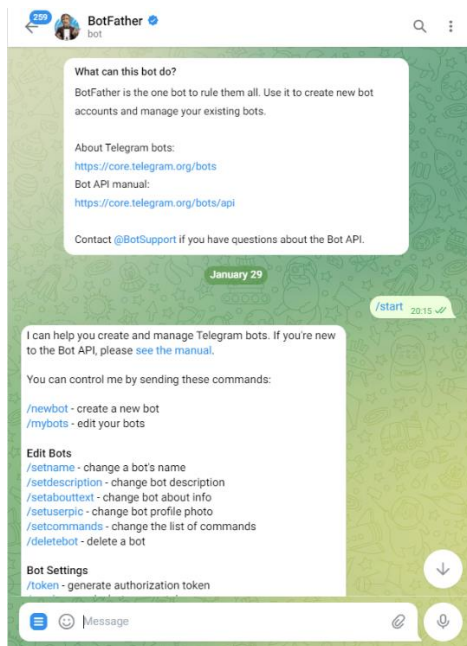 259
BotFather
bot
What can this bot do?
BotFather is the one bot to rule them all. Use it to create new bot
accounts and manage your existing bots.
About Telegram bots:
https://core.telegram.org/bots
Bot API manual:
https://core.telegram.org/bots/api
Contact @BotSupport if you have questions about the Bot API.
January 29
/start 20:15
I can help you create and manage Telegram bots. If you're new
to the Bot API, please see the manual.
You can control me by sending these commands:
/newbot - create a new bot
/mybots - edit your bots
Edit Bots
/setname - change a bot's name
/setdescription - change bot description
/setabouttext - change bot about info
/setuserpic - change bot profile photo
/setcommands - change the list of commands
/deletebot - delete a bot
Bot Settings
/token - generate authorization token
Message